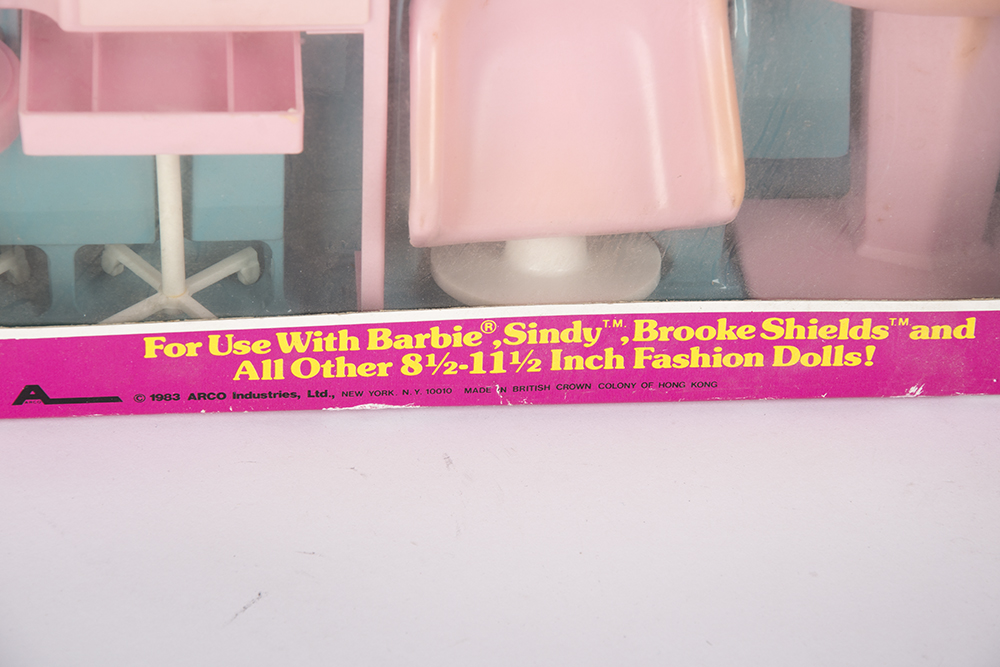 For Use With Barbie®, Sindy T.M., Brooke Shields™ and
All Other 8½-11½ Inch Fashion Dolls!
© 1983 ARCO Industries, Ltd., NEW YORK. N.Y. 10010 MADE IN BRITISH CROWN COLONY OF HONG KONG